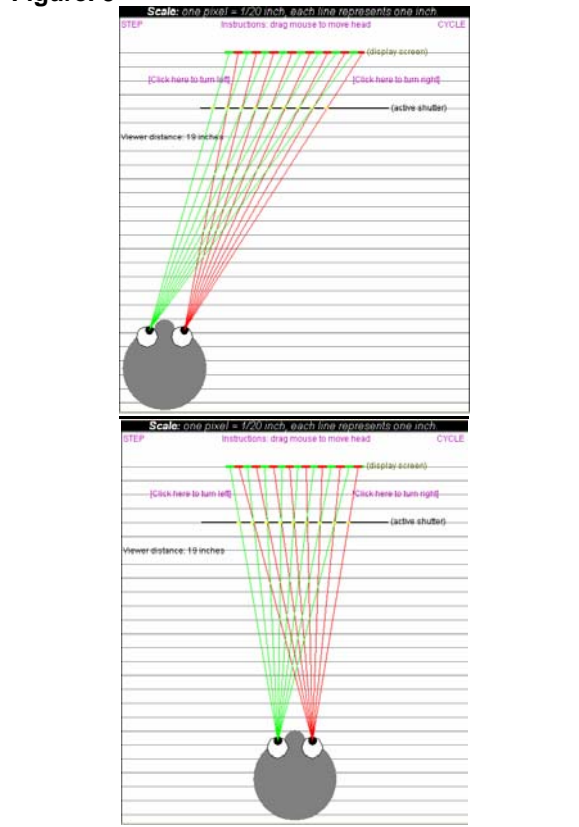 Figure. 8
Scale: one pixel = 1/20 inch, each line represents one inch
STEP Instructions: drag mouse to move head CYCLE
(display screen)
[Click here to turn left] [Click here to turn right]
(active shutter)
Viewer distance: 19 inches
Scale: one pixel = 1/20 inch, each line represents one inch
STEP Instructions: drag mouse to move head CYCLE
(display screen)
[Click here to turn left] [Click here to turn right]
(active shutter)
Viewer distance: 19 inches